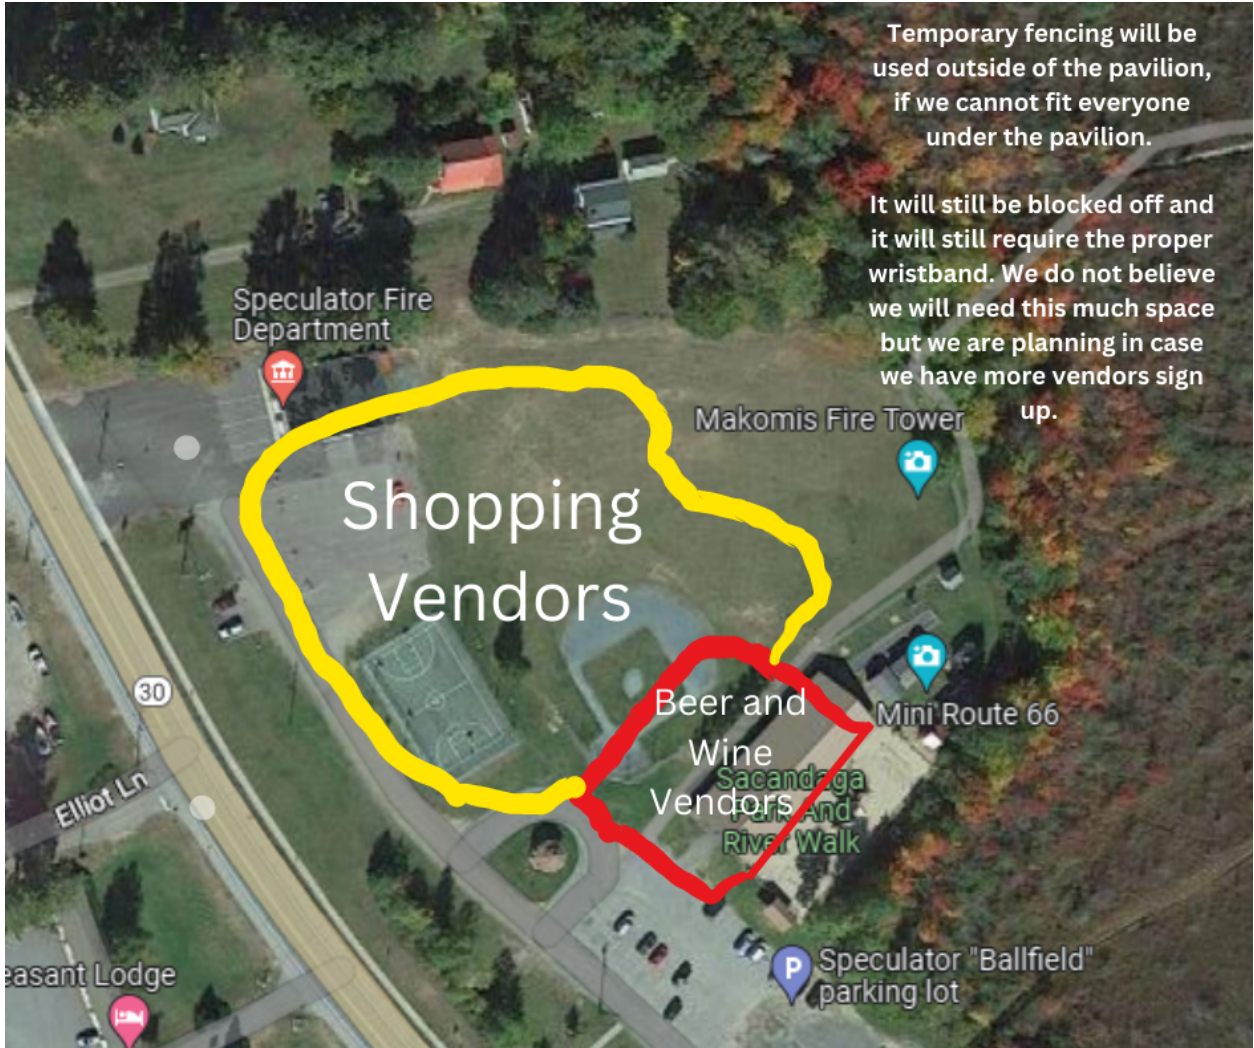 Temporary fencing will be
used outside of the pavilion,
if we cannot fit everyone
under the pavilion.
It will still be blocked off and
it will still require the proper
wristband. We do not believe
we will need this much space
but we are planning in case
we have more vendors sign
up.
Speculator Fire
Department
Makomis Fire Tower
Shopping
Vendors
30
Beer and
Wine
Vendors
Mini Route 66
Sacandaga
Park And
River Walk
Elliot Ln
easant Lodge
P
Speculator "Ballfield"
parking lot